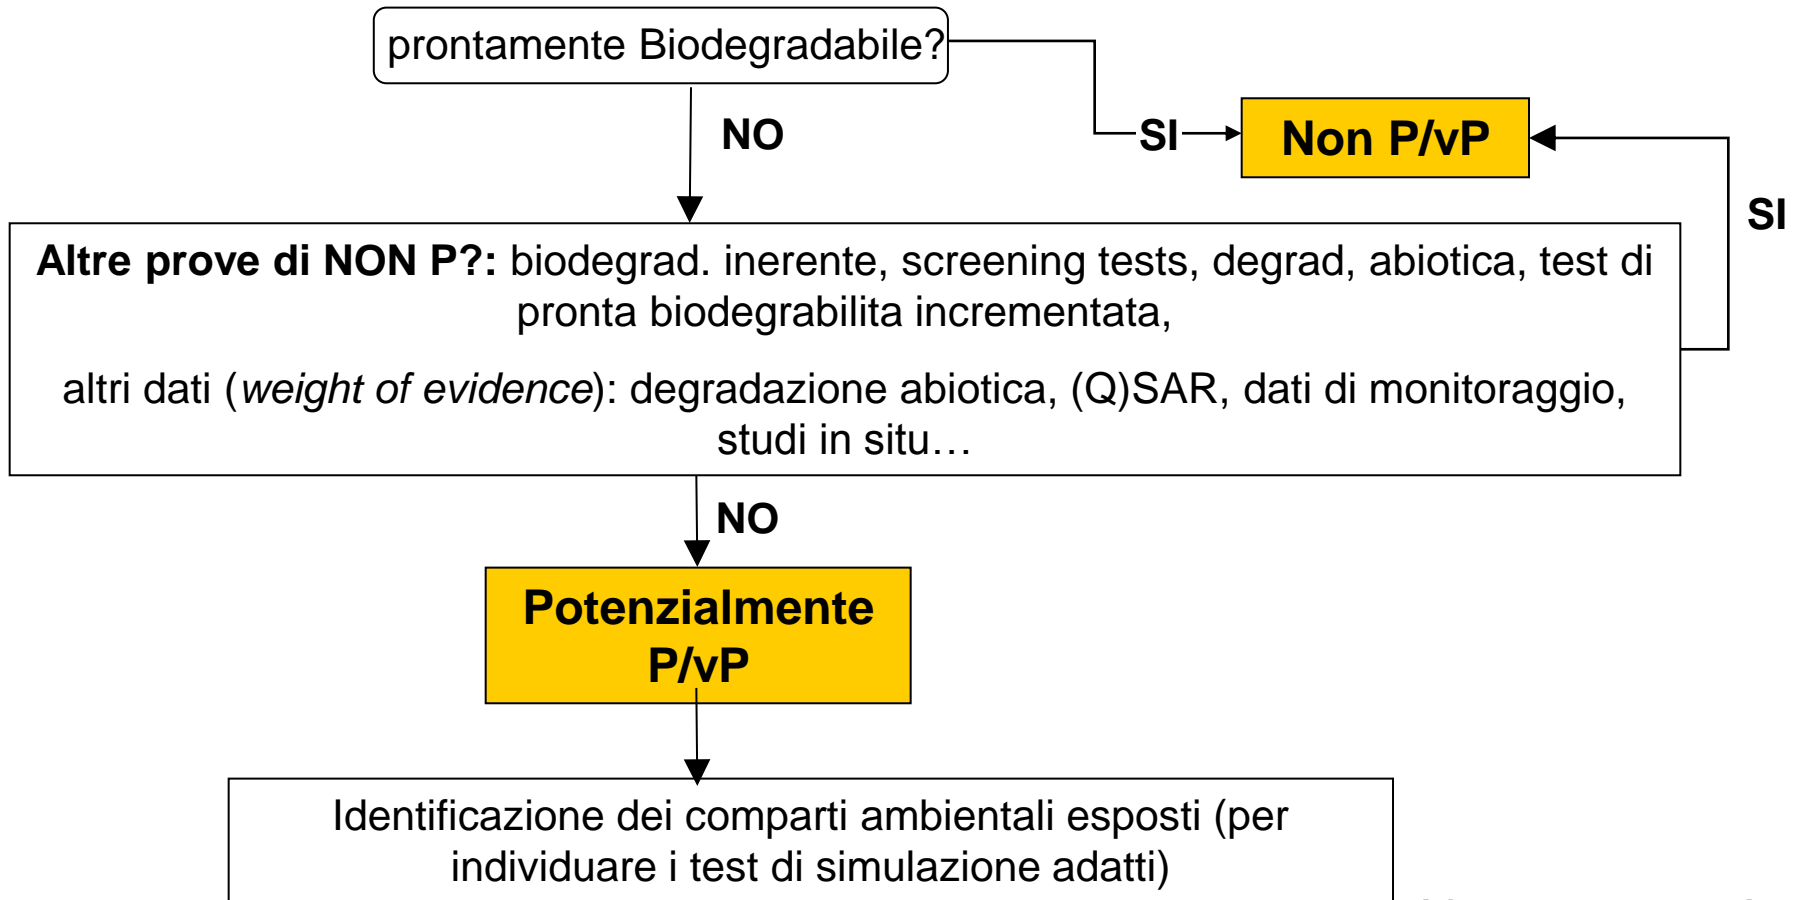 prontamente Biodegradabile?
NO
SI
Non P/vP
SI
Altre prove di NON P?: biodegrad. inerente, screening tests, degrad, abiotica, test di
pronta biodegrabilita incrementata,
altri dati (weight of evidence): degradazione abiotica, (Q)SAR, dati di monitoraggio,
studi in situ…
NO
Potenzialmente
P/vP
Identificazione dei comparti ambientali esposti (per
individuare i test di simulazione adatti)